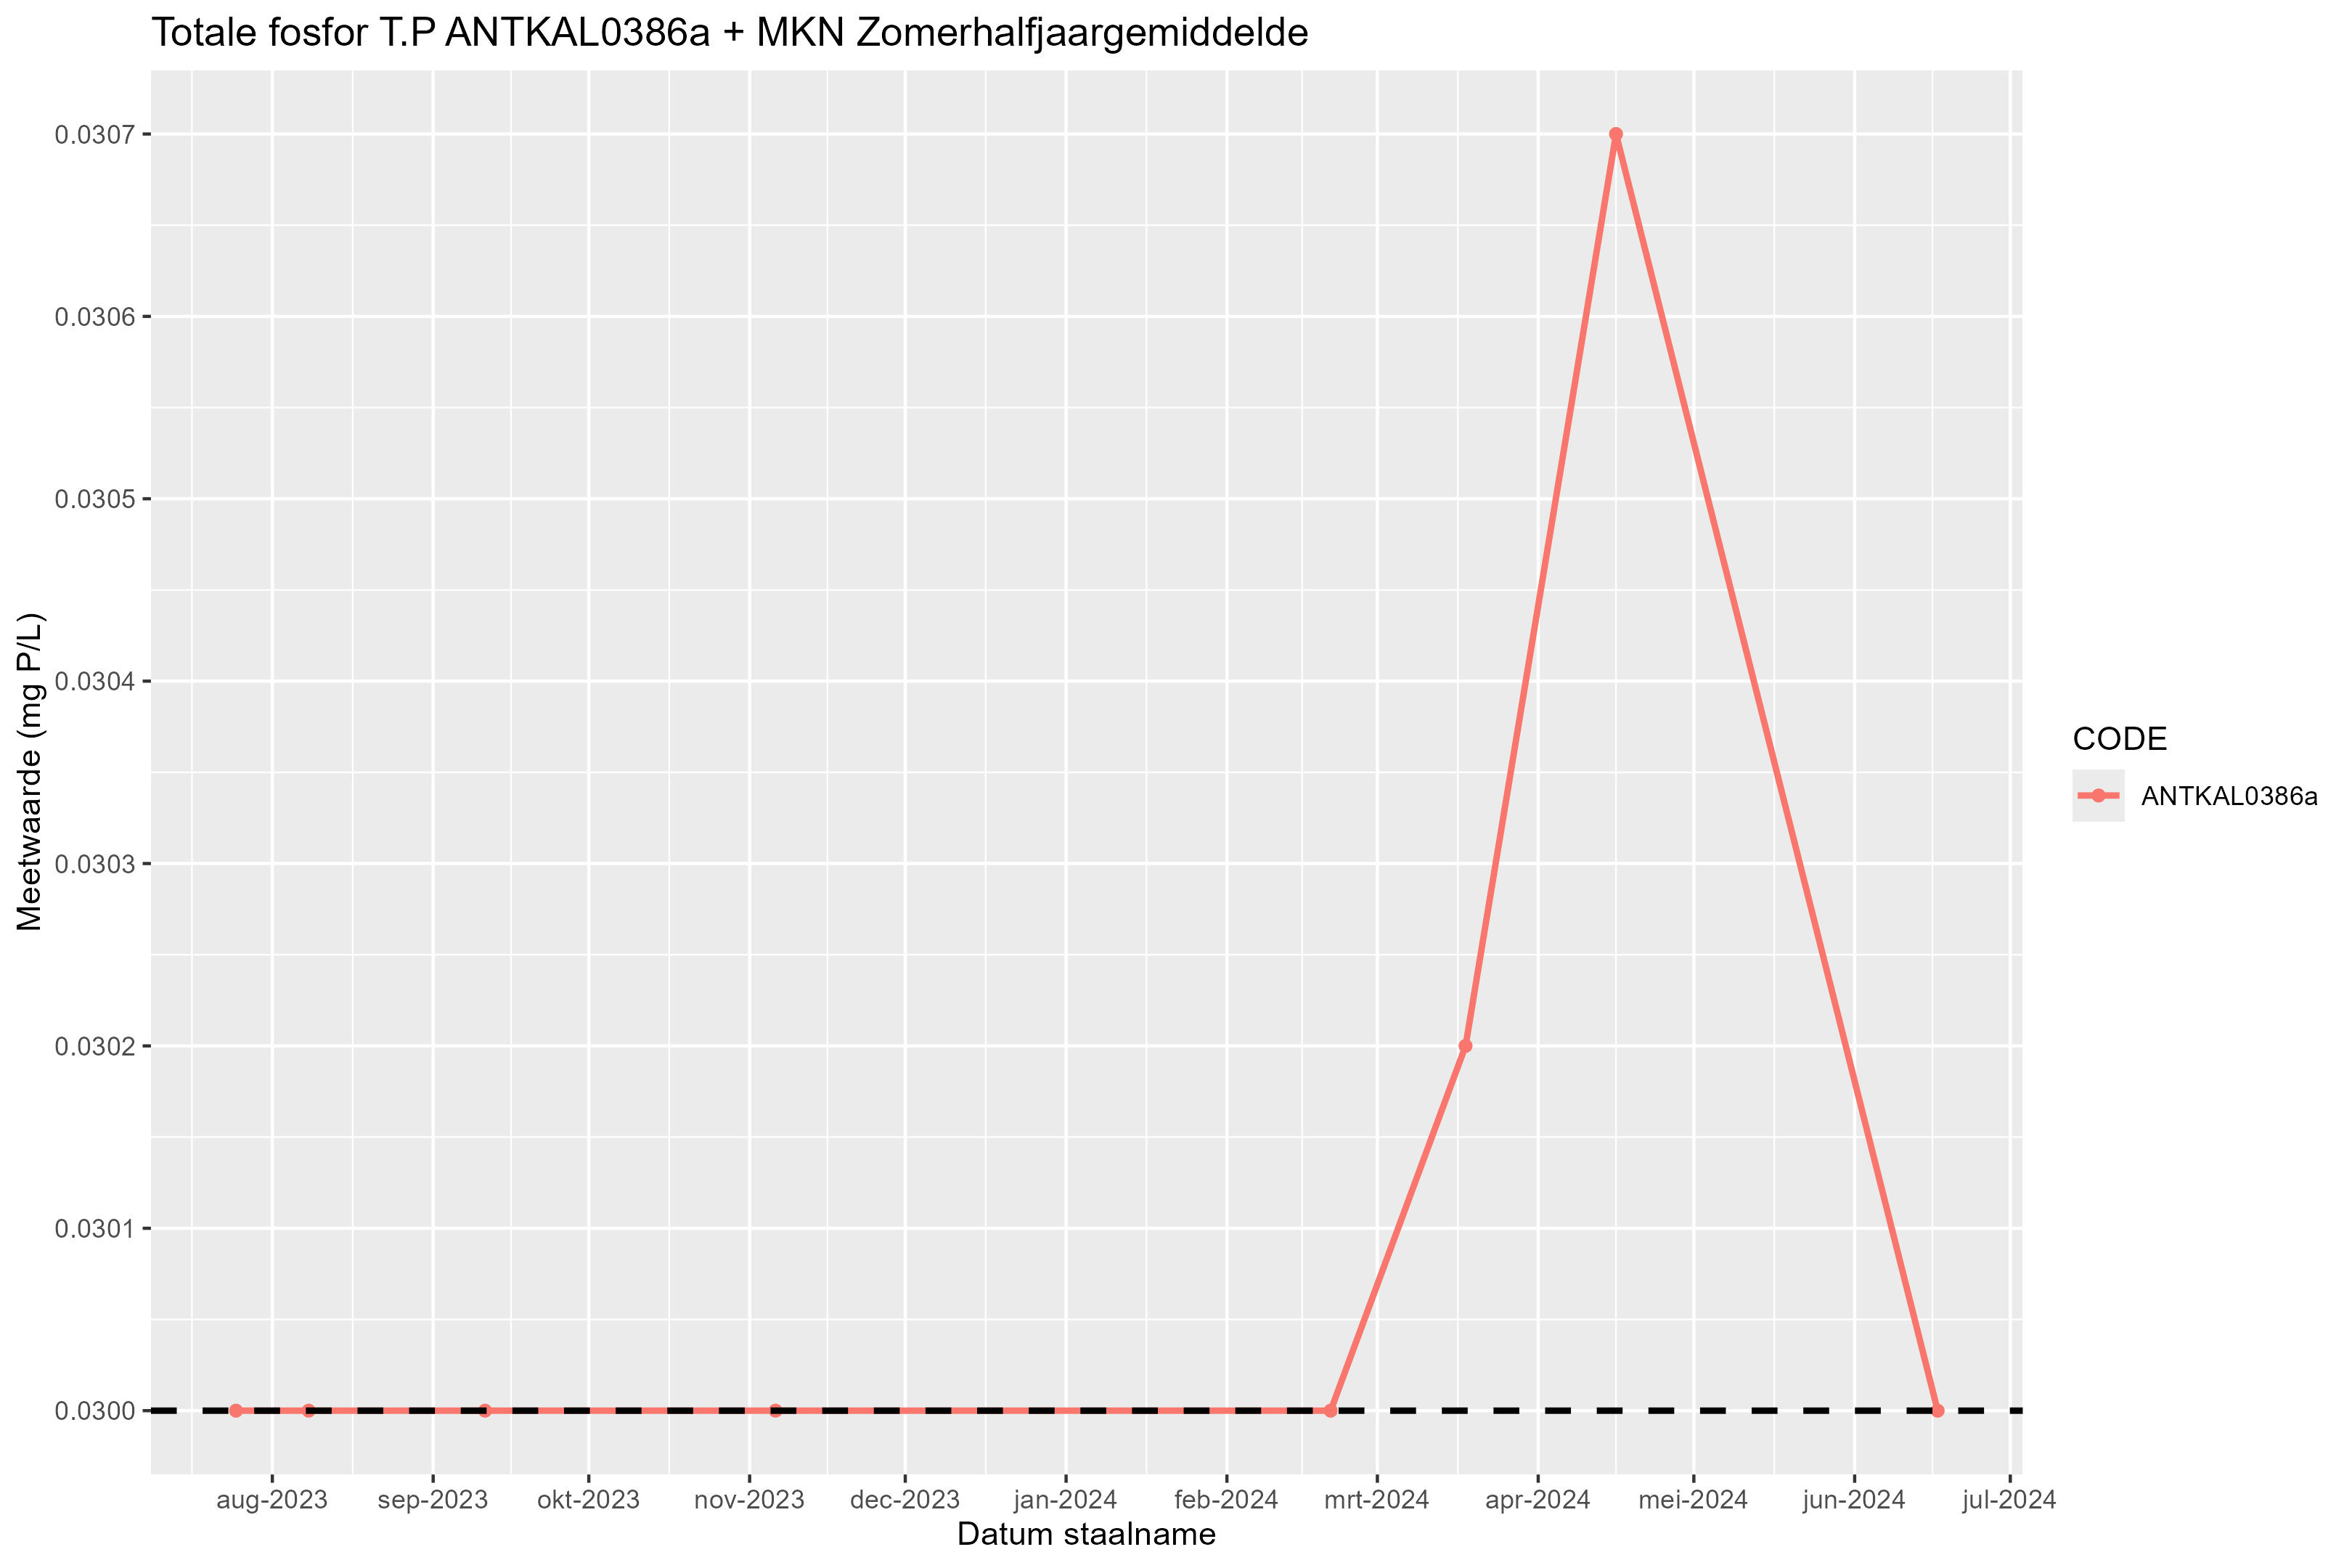 Totale fosfor T.P ANTKAL0386a + MKN Zomerhalfjaargemiddelde
Meetwaarde (mg P/L)
0.0307
0.0306
0.0305
0.0304
0.0303
0.0302
0.0301
0.0300
aug-2023 sep-2023 okt-2023 nov-2023 dec-2023 jan-2024 feb-2024 mrt-2024 apr-2024 mei-2024 jun-2024 jul-2024
Datum staalname
CODE
ANTKAL0386a